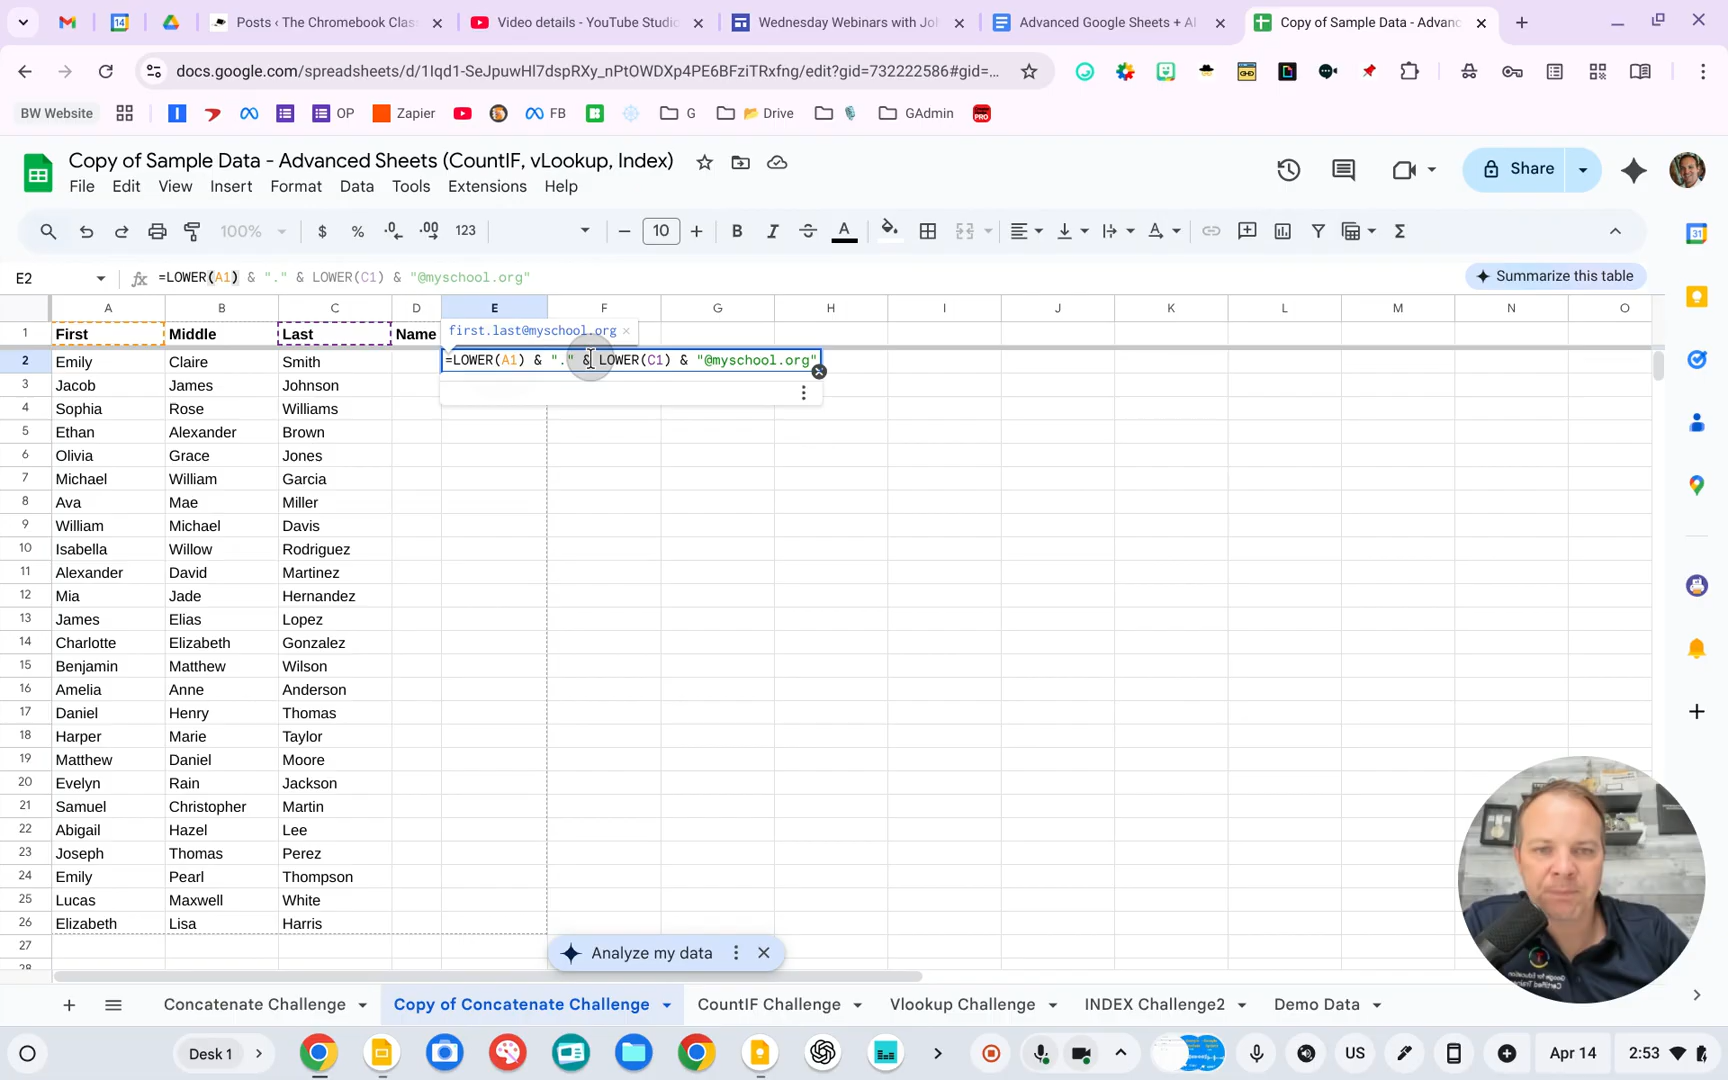 Posts ‹ The Chromebook Clas
Video details - YouTube Studio
Wednesday Webinars with Joh
Advanced Google Sheets + AI
Copy of Sample Data - Advanc
docs.google.com/spreadsheets/d/1Iqd1-SeJpuwHl7dspRXy_nPtOWDXp4PE6BFziTRxfng/edit?gid=732222586#gid=...
BW Website
OP
Zapier
FB
G
Drive
GAdmin
Copy of Sample Data - Advanced Sheets (CountIF, vLookup, Index)
Share
File Edit View Insert Format Data Tools Extensions Help
100% $ % .0 .00 123 10 B I S A
E2 fx =LOWER(A1) & "." & LOWER(C1) & "@myschool.org"
Summarize this table
A B C D E F G H I J K L M N O
1 First Middle Last Name
first.last@myschool.org
2 Emily Claire Smith =LOWER(A1) & "." & LOWER(C1) & "@myschool.org"
3 Jacob James Johnson
4 Sophia Rose Williams
5 Ethan Alexander Brown
6 Olivia Grace Jones
7 Michael William Garcia
8 Ava Mae Miller
9 William Michael Davis
10 Isabella Willow Rodriguez
11 Alexander David Martinez
12 Mia Jade Hernandez
13 James Elias Lopez
14 Charlotte Elizabeth Gonzalez
15 Benjamin Matthew Wilson
16 Amelia Anne Anderson
17 Daniel Henry Thomas
18 Harper Marie Taylor
19 Matthew Daniel Moore
20 Evelyn Rain Jackson
21 Samuel Christopher Martin
22 Abigail Hazel Lee
23 Joseph Thomas Perez
24 Emily Pearl Thompson
25 Lucas Maxwell White
26 Elizabeth Lisa Harris
27
28
Analyze my data
Concatenate Challenge
Copy of Concatenate Challenge
CountIF Challenge
Vlookup Challenge
INDEX Challenge2
Demo Data
Desk 1
US
Apr 14
2:53